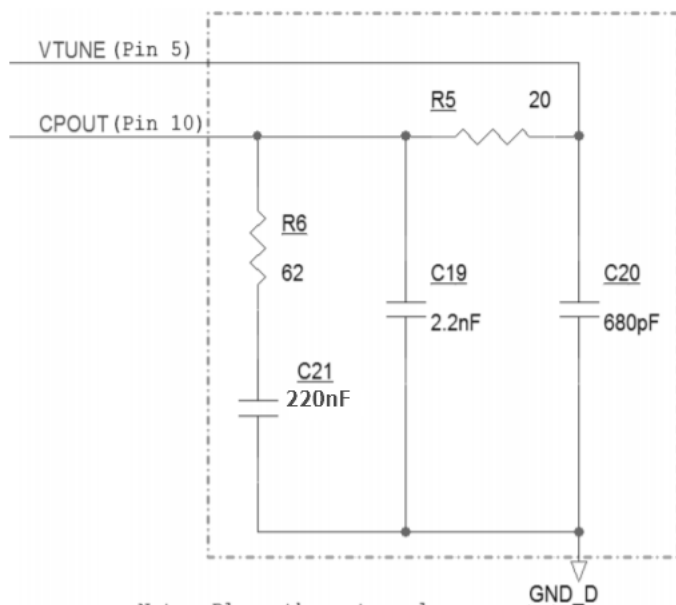 VTUNE (Pin 5)
R5 20
CPOUT (Pin 10)
R6
62
C19
2.2nF
C20
680pF
C21
220nF
GND_D